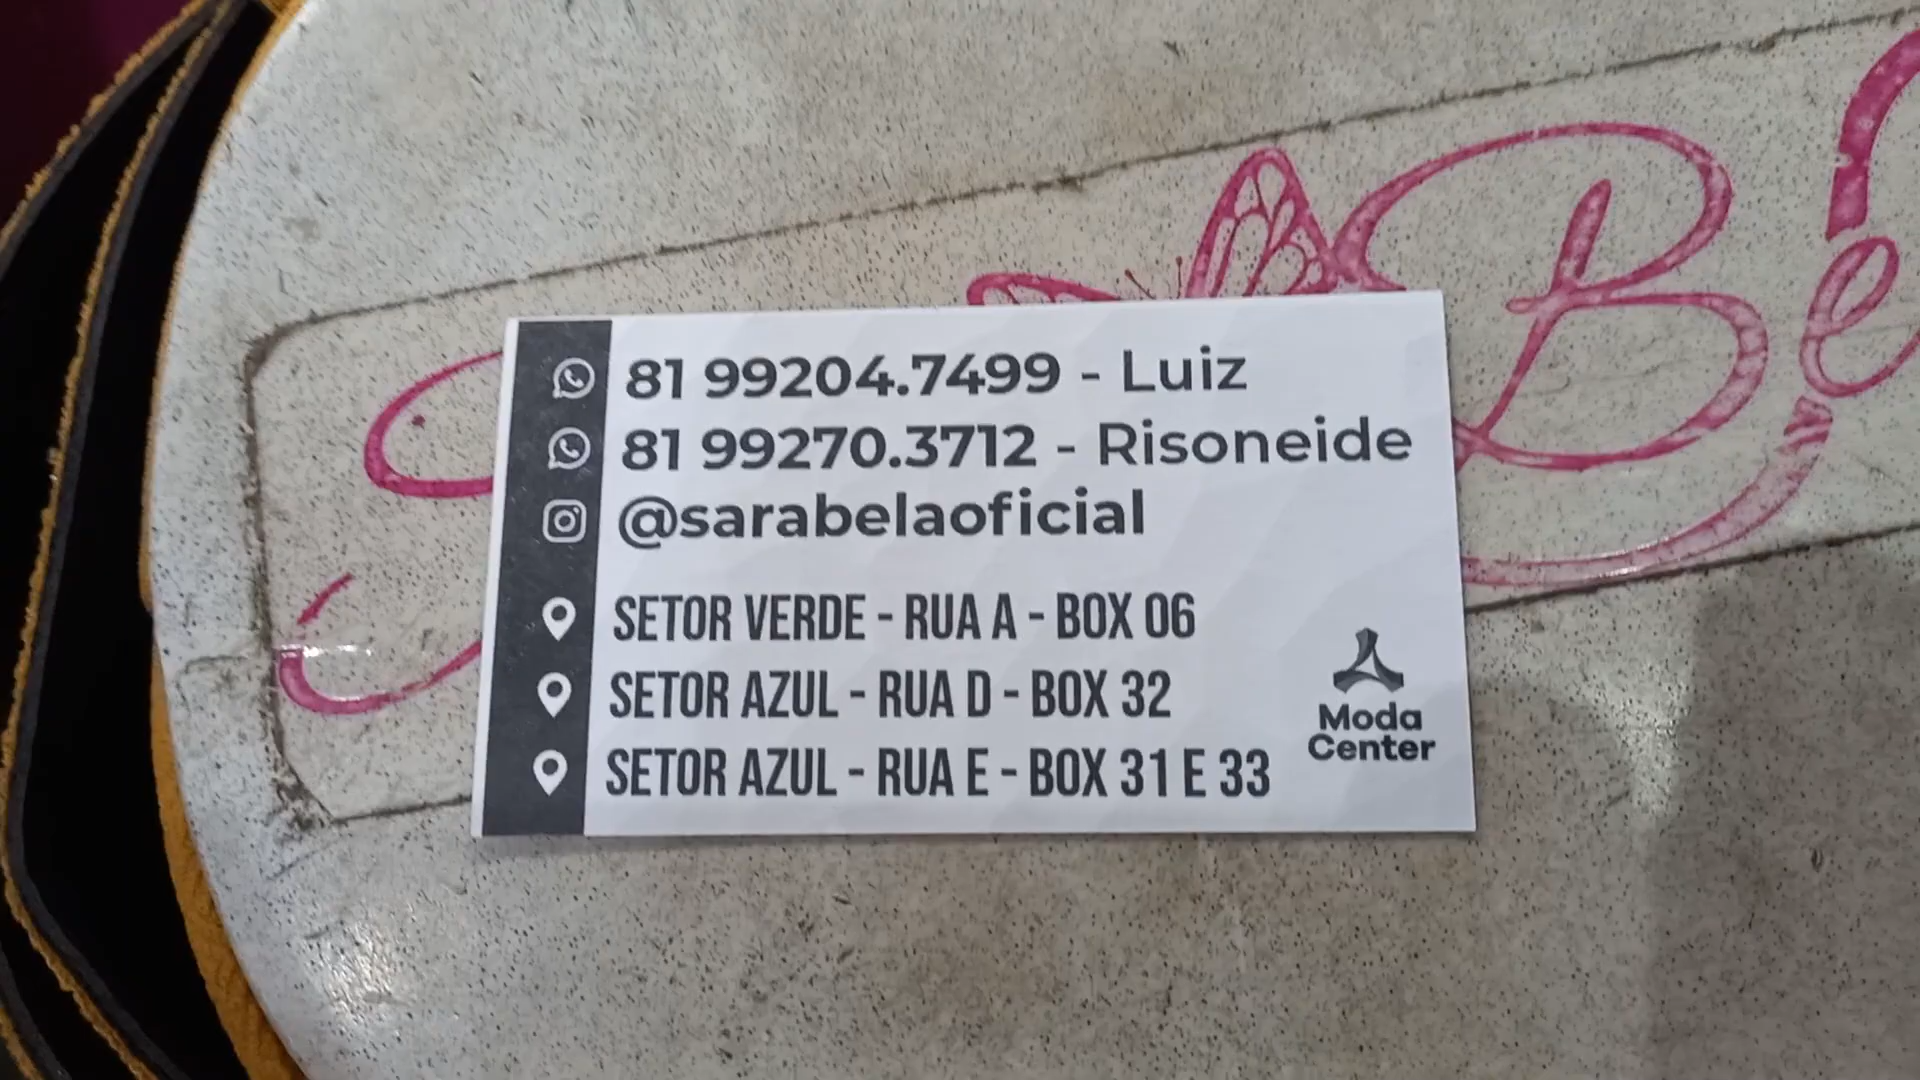 81 99204.7499 - Luiz
81 99270.3712 - Risoneide
@sarabelaoficial
SETOR VERDE - RUA A - BOX 06
SETOR AZUL - RUA D - BOX 32
SETOR AZUL - RUA E - BOX 31 E 33
Moda
Center
Be